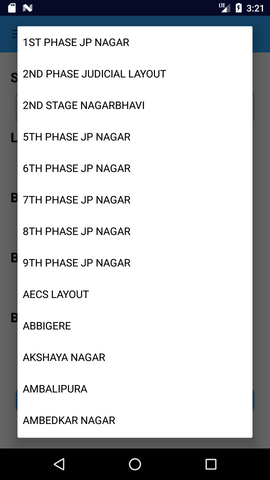 3:21
1ST PHASE JP NAGAR
2ND PHASE JUDICIAL LAYOUT
2ND STAGE NAGARBHAVI
5TH PHASE JP NAGAR
6TH PHASE JP NAGAR
7TH PHASE JP NAGAR
8TH PHASE JP NAGAR
9TH PHASE JP NAGAR
AECS LAYOUT
ABBIGERE
AKSHAYA NAGAR
AMBALIPURA
AMBEDKAR NAGAR